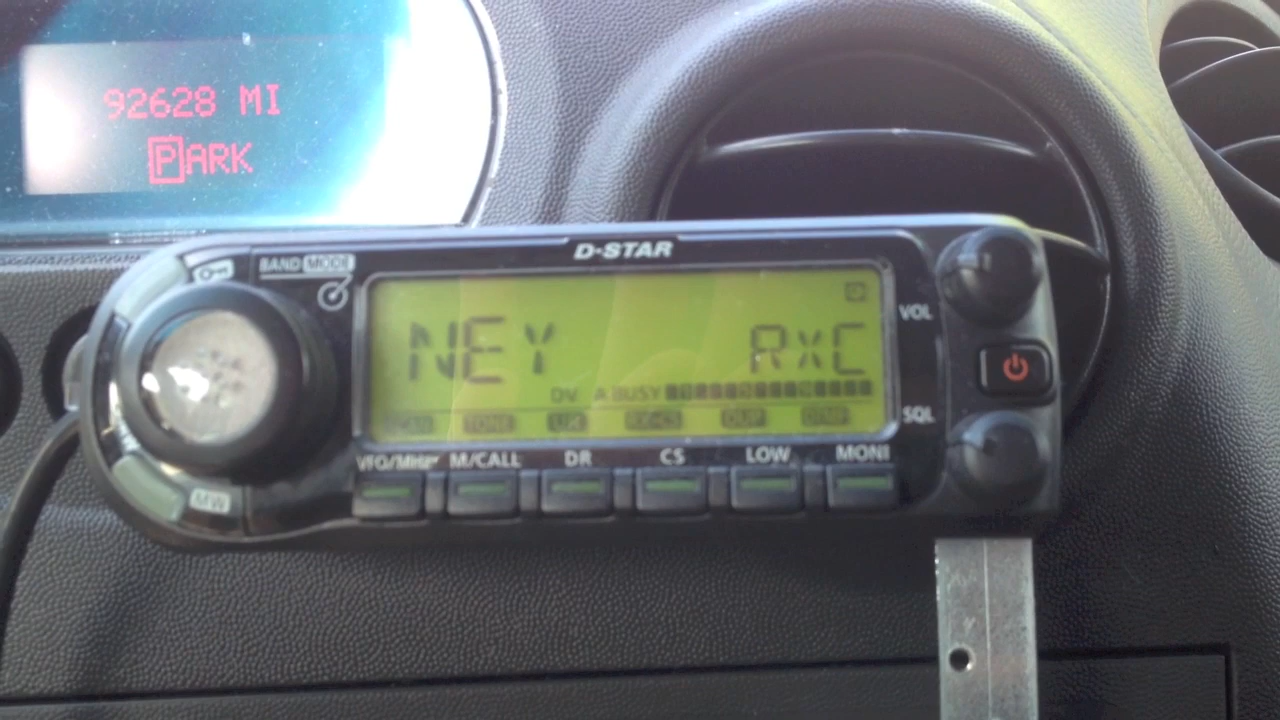 92628 MI
PARK
D-STAR
BAND MODE
VOL
NEY RxC
DV A BUSY
TONE DUP
SQL
VFO/MHz M/CALL DR CS LOW MONI
MW